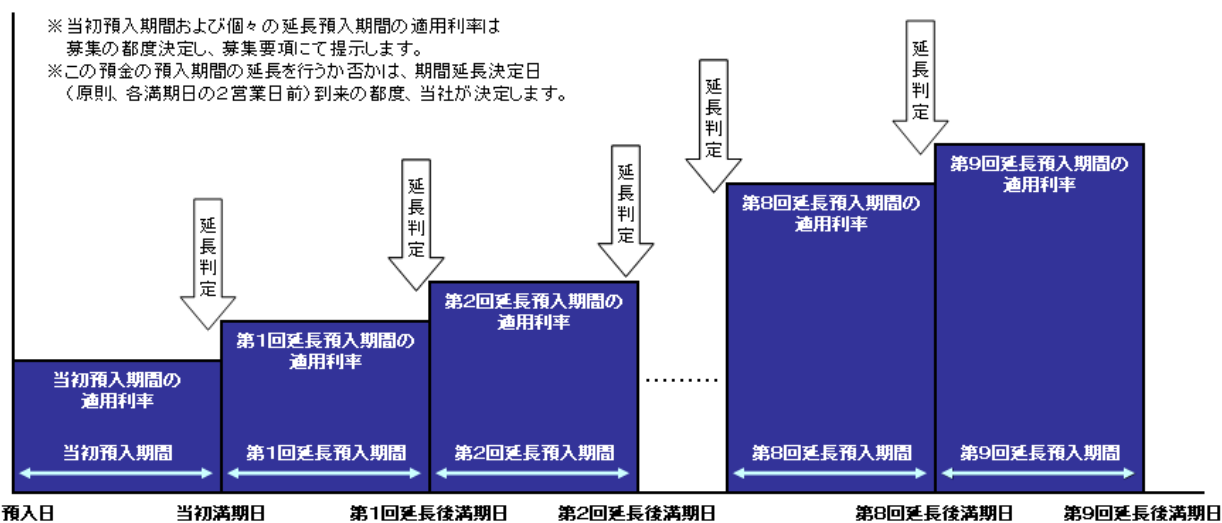 ※当初預入期間および個々の延長預入期間の適用利率は
募集の都度決定し、募集要項にて提示します。
※この預金の預入期間の延長を行うか否かは、期間延長決定日
（原則、各満期日の2営業日前）到来の都度、当社が決定します。
延長判定
延長判定
延長判定
延長判定
延長判定
当初預入期間の
適用利率
第1回延長預入期間の
適用利率
第2回延長預入期間の
適用利率
………
第8回延長預入期間の
適用利率
第9回延長預入期間の
適用利率
当初預入期間
第1回延長預入期間
第2回延長預入期間
第8回延長預入期間
第9回延長預入期間
預入日
当初満期日
第1回延長後満期日
第2回延長後満期日
第8回延長後満期日
第9回延長後満期日